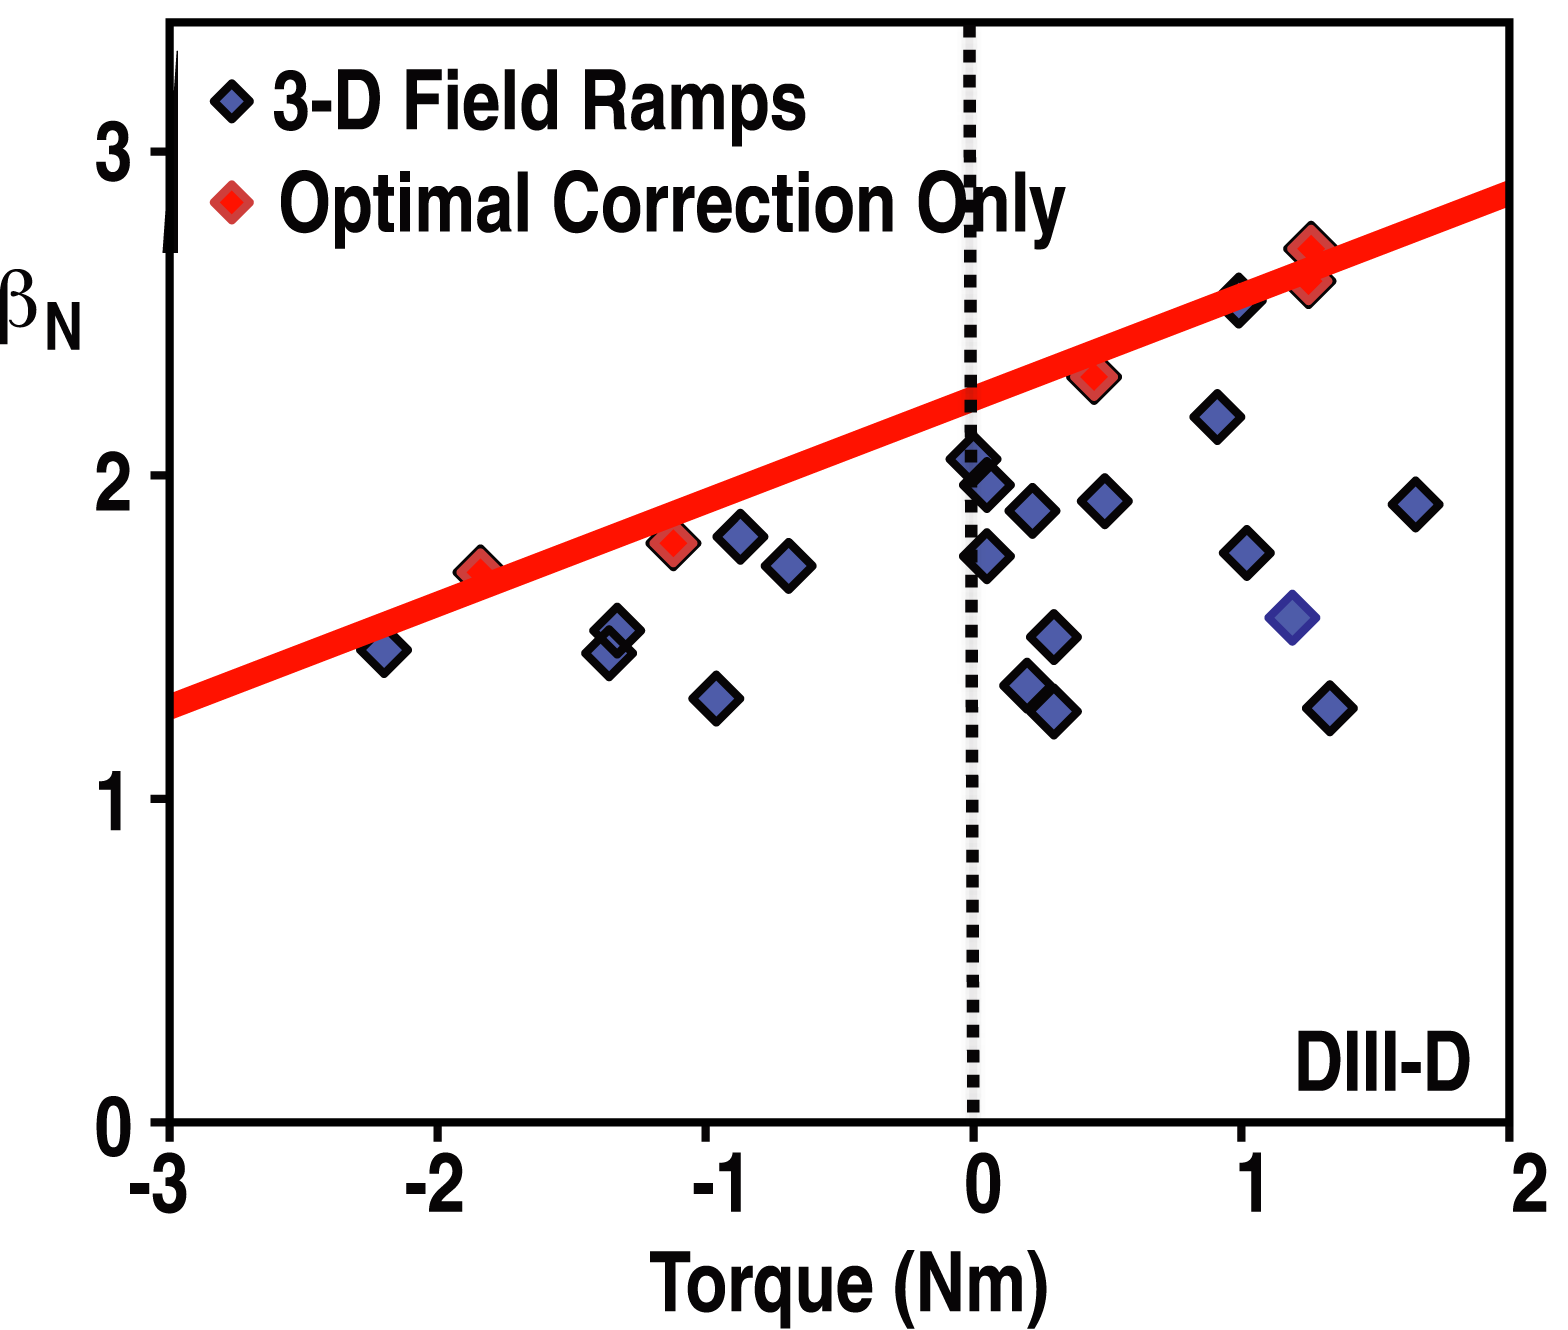 3-D Field Ramps
Optimal Correction Only
3
βN
2
1
0
DIII-D
-3 -2 -1 0 1 2
Torque (Nm)